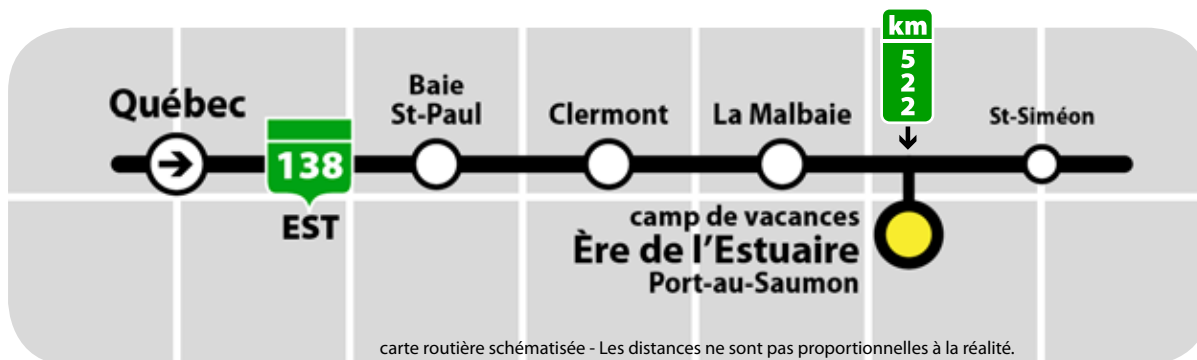 km
5
2
2
Québec
138
EST
Baie
St-Paul
Clermont
La Malbaie
St-Siméon
camp de vacances
Ère de l'Estuaire
Port-au-Saumon
carte routière schématisée - Les distances ne sont pas proportionnelles à la réalité.